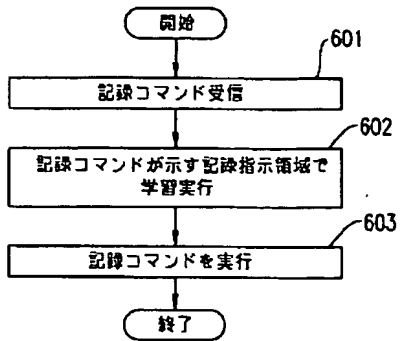 開始
601
記録コマンド受信
602
記録コマンドが示す記録指示領域で
学習実行
603
記録コマンドを実行
終了